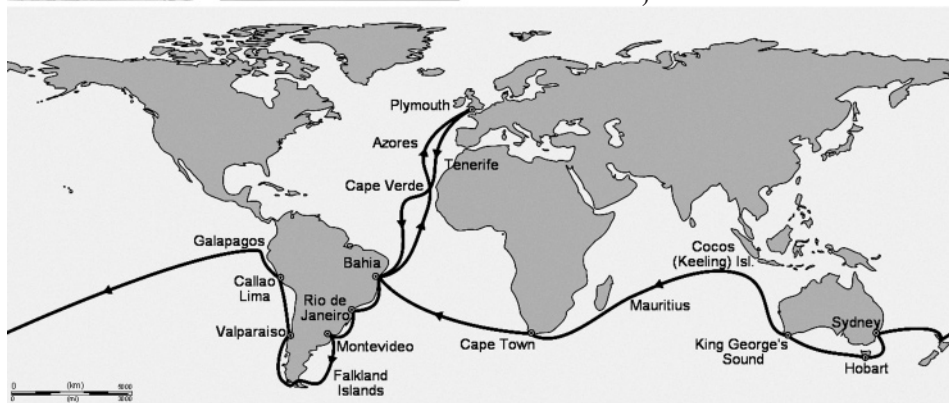 Plymouth
Azores
Tenerife
Cape Verde
Galapagos
Cocos
(Keeling) Isl.
Bahia
Callao
Lima
Rio de
Janeiro
Mauritius
Valparaiso
Montevideo
Cape Town
King George's
Sound
Sydney
Hobart
Falkland
Islands
0 (km) 5000
0 (mi) 3000